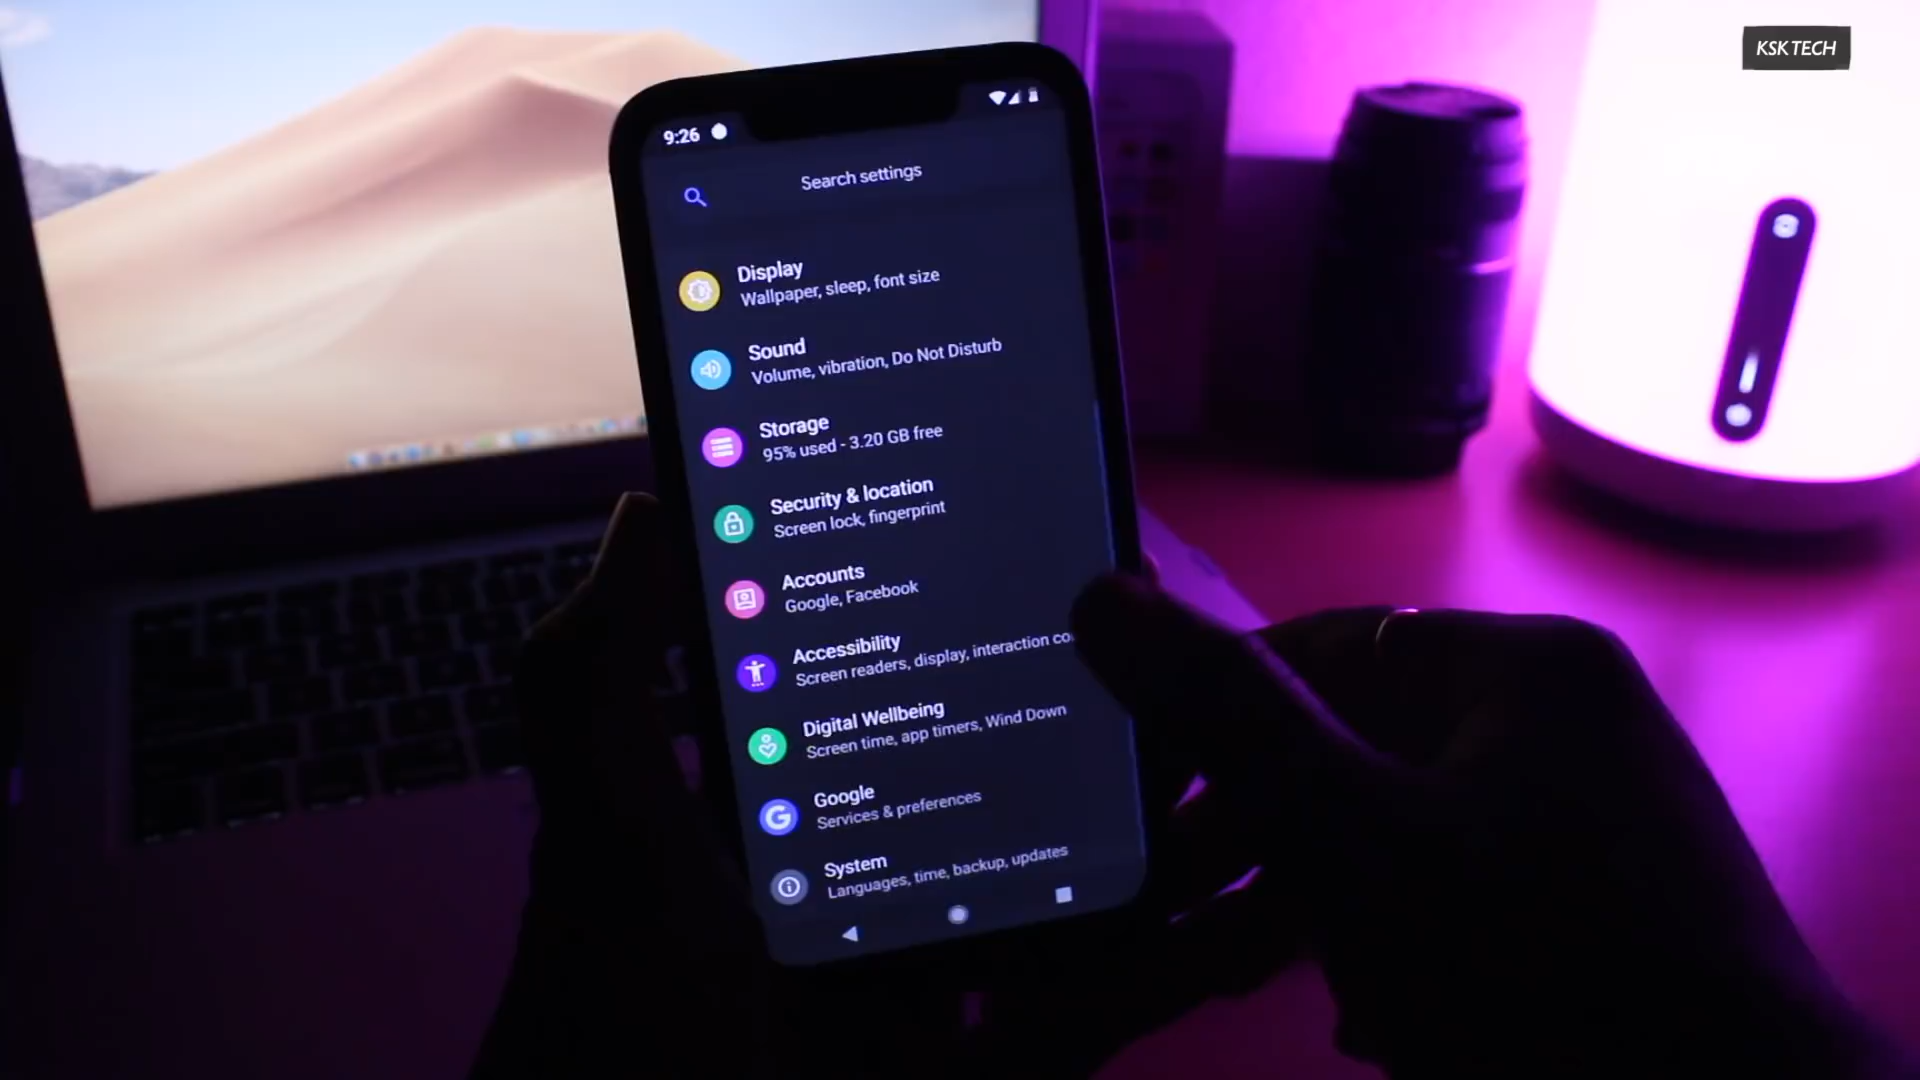 KSK TECH
9:26
Search settings
Display
Wallpaper, sleep, font size
Sound
Volume, vibration, Do Not Disturb
Storage
95% used - 3.20 GB free
Security & location
Screen lock, fingerprint
Accounts
Google, Facebook
Accessibility
Screen readers, display, interaction co
Digital Wellbeing
Screen time, app timers, Wind Down
Google
Services & preferences
System
Languages, time, backup, updates